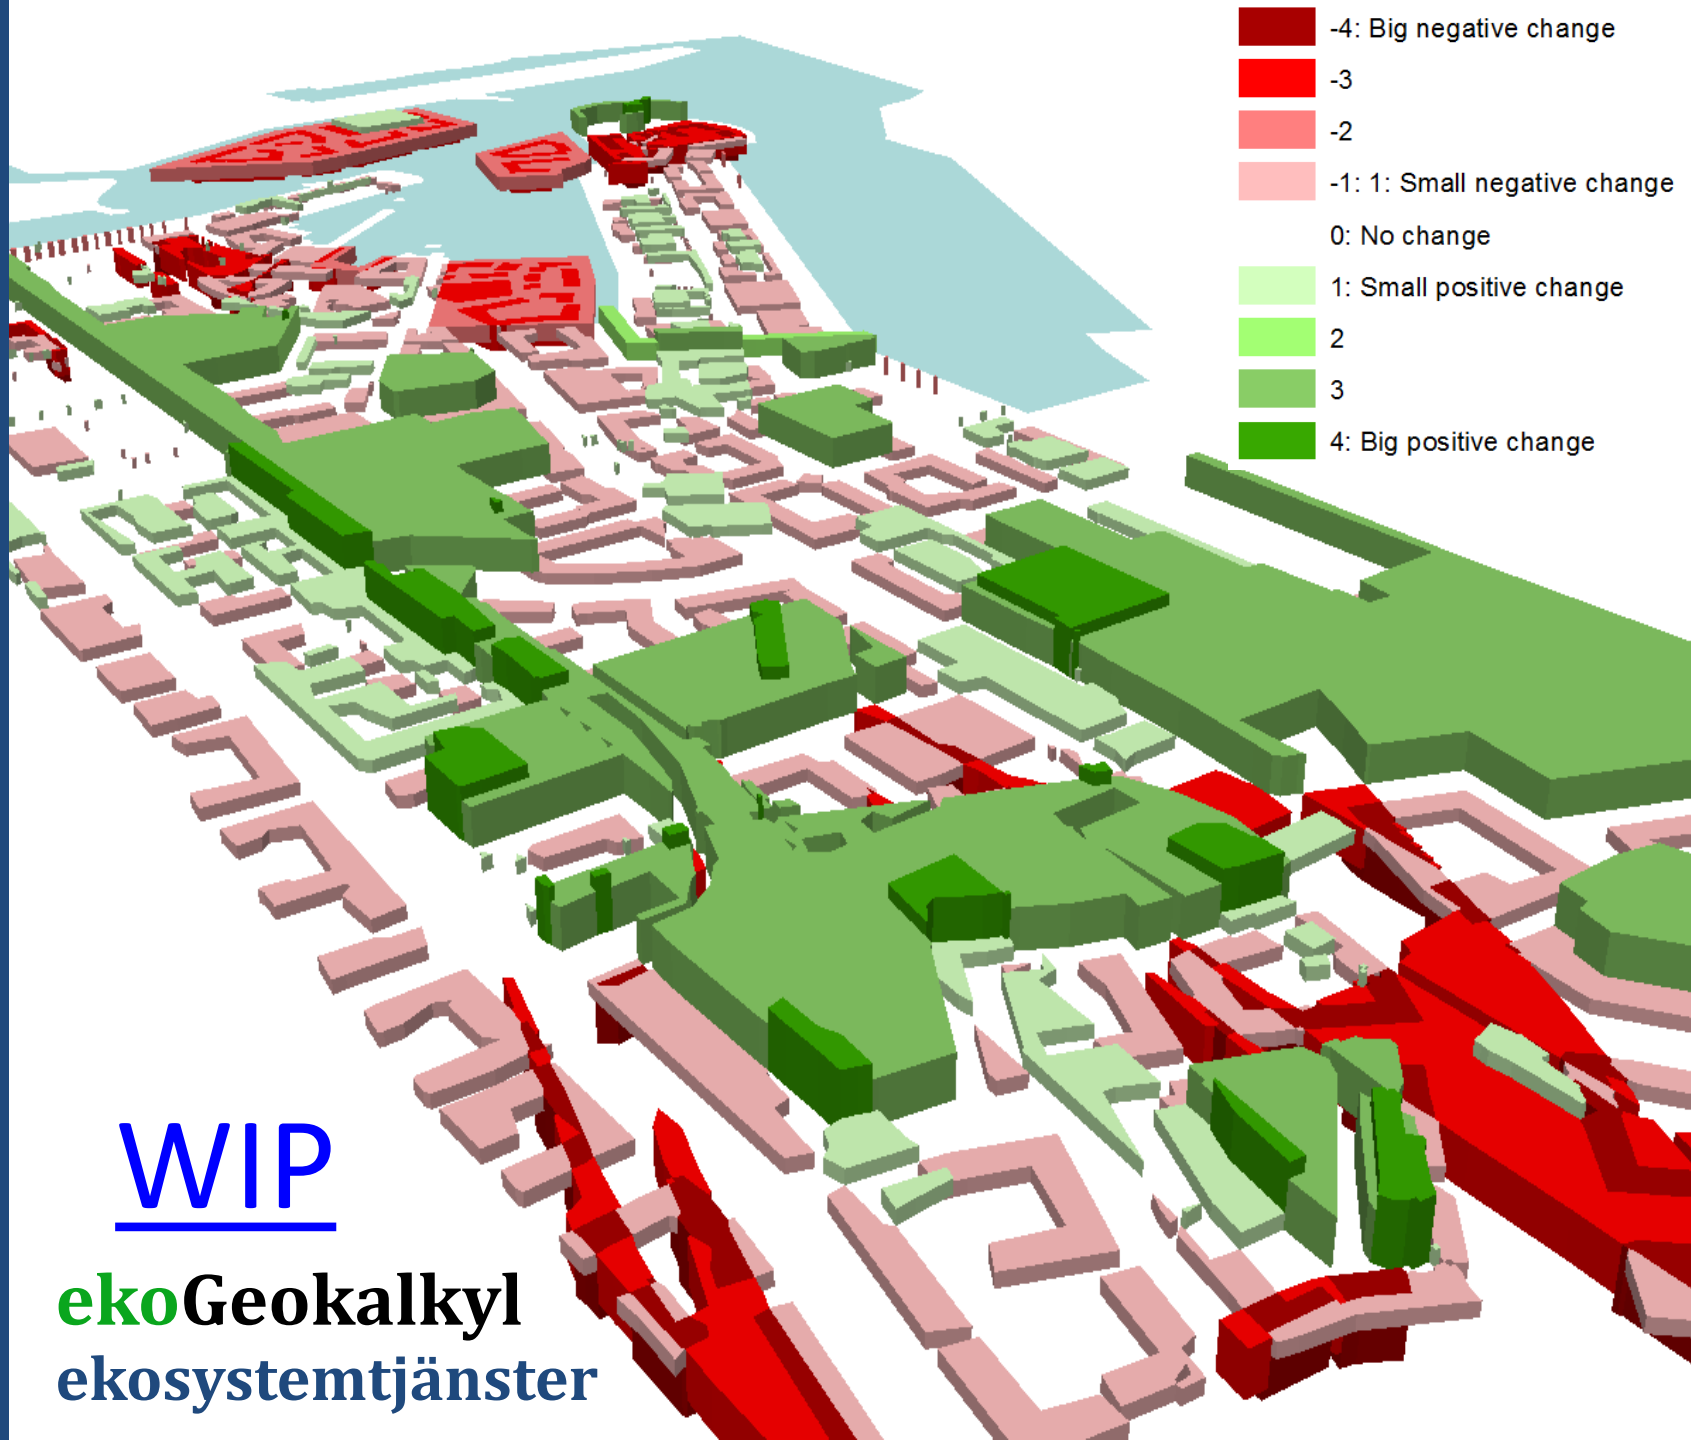 -4: Big negative change
-3
-2
-1: 1: Small negative change
0: No change
1: Small positive change
2
3
4: Big positive change
WIP
ekoGeokalkyl
ekosystemtjänster